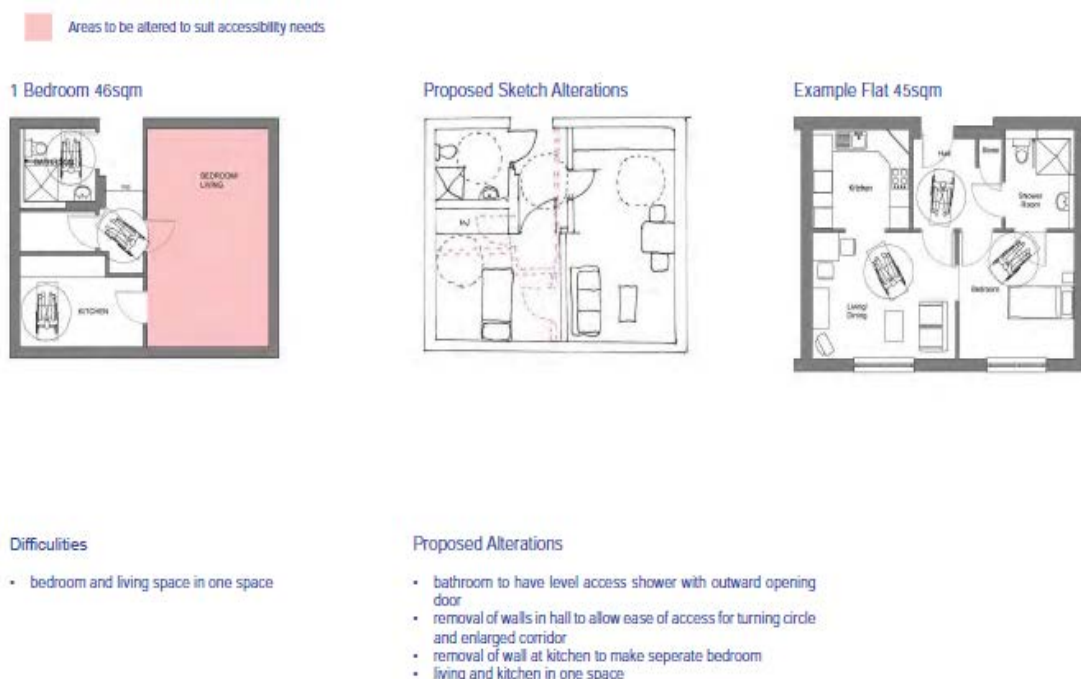 Areas to be altered to suit accessibility needs
1 Bedroom 46sqm
Proposed Sketch Alterations
Example Flat 45sqm
BATHROOM
BEDROOM/
LIVING
KITCHEN
Kitchen
Hall
Store
Shower
Room
Living/
Dining
Bedroom
Difficulities
• bedroom and living space in one space
Proposed Alterations
• bathroom to have level access shower with outward opening
door
• removal of walls in hall to allow ease of access for turning circle
and enlarged corridor
• removal of wall at kitchen to make seperate bedroom
• living and kitchen in one space